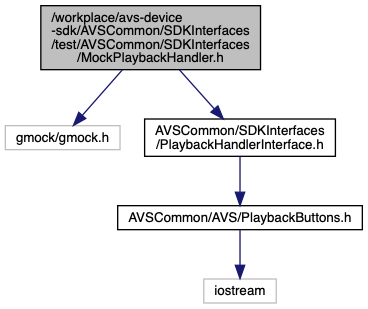 /workplace/avs-device
-sdk/AVSCommon/SDKInterfaces
/test/AVSCommon/SDKInterfaces
/MockPlaybackHandler.h
gmock/gmock.h
AVSCommon/SDKInterfaces
/PlaybackHandlerInterface.h
AVSCommon/AVS/PlaybackButtons.h
iostream